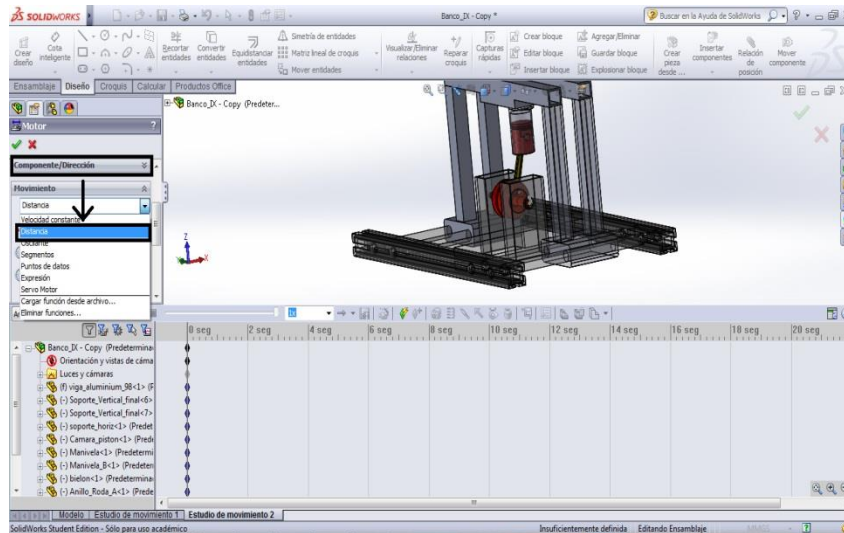 SOLIDWORKS
Banco_IX - Copy *
Buscar en la Ayuda de SolidWorks
Crear diseño
Cota inteligente
Recortar entidades
Convertir entidades
Equidistanciar entidades
Simetría de entidades
Matriz lineal de croquis
Mover entidades
Visualizar/Eliminar relaciones
Reparar croquis
Capturas rápidas
Crear bloque
Editar bloque
Insertar bloque
Agregar/Eliminar
Guardar bloque
Explosionar bloque
Crear pieza desde ...
Insertar componentes
Relación de posición
Mover componente
Ensamblaje Diseño Croquis Calcular Productos Office
Banco_IX - Copy (Predeter...
Motor ?
Componente/Dirección
Movimiento
Distancia
Velocidad constante
Distancia
Oscilante
Segmentos
Puntos de datos
Expresión
Servo Motor
Cargar función desde archivo...
Eliminar funciones...
1x
0 seg 2 seg 4 seg 6 seg 8 seg 10 seg 12 seg 14 seg 16 seg 18 seg 20 seg
Banco_IX - Copy (Predetermina
Orientación y vistas de cáma
Luces y cámaras
(f) viga_aluminium_98<1> (F
(-) Soporte_Vertical_final<6>
(-) Soporte_Vertical_final<7>
(-) soporte_horiz<1> (Predet
(-) Camara_piston<1> (Prede
(-) Manivela<1> (Predetermi
(-) Manivela_B<1> (Predeten
(-) bielon<1> (Predetermina
(-) Anillo_Roda_A<1> (Prede
Modelo Estudio de movimiento 1 Estudio de movimiento 2
SolidWorks Student Edition - Sólo para uso académico
Insuficientemente definida Editando Ensamblaje MMGS